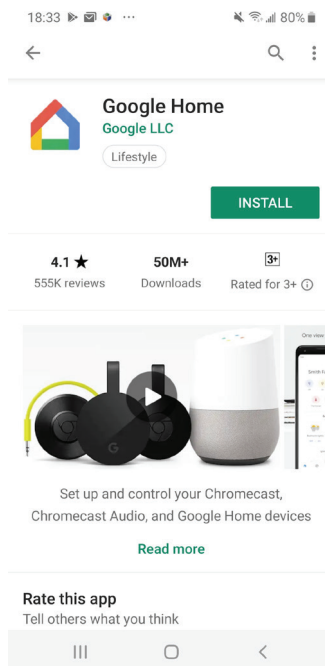 18:33 80%
Google Home
Google LLC
Lifestyle
INSTALL
4.1 ★ 50M+ 3+
555K reviews Downloads Rated for 3+
G
One view
Set up and control your Chromecast,
Chromecast Audio, and Google Home devices
Read more
Rate this app
Tell others what you think